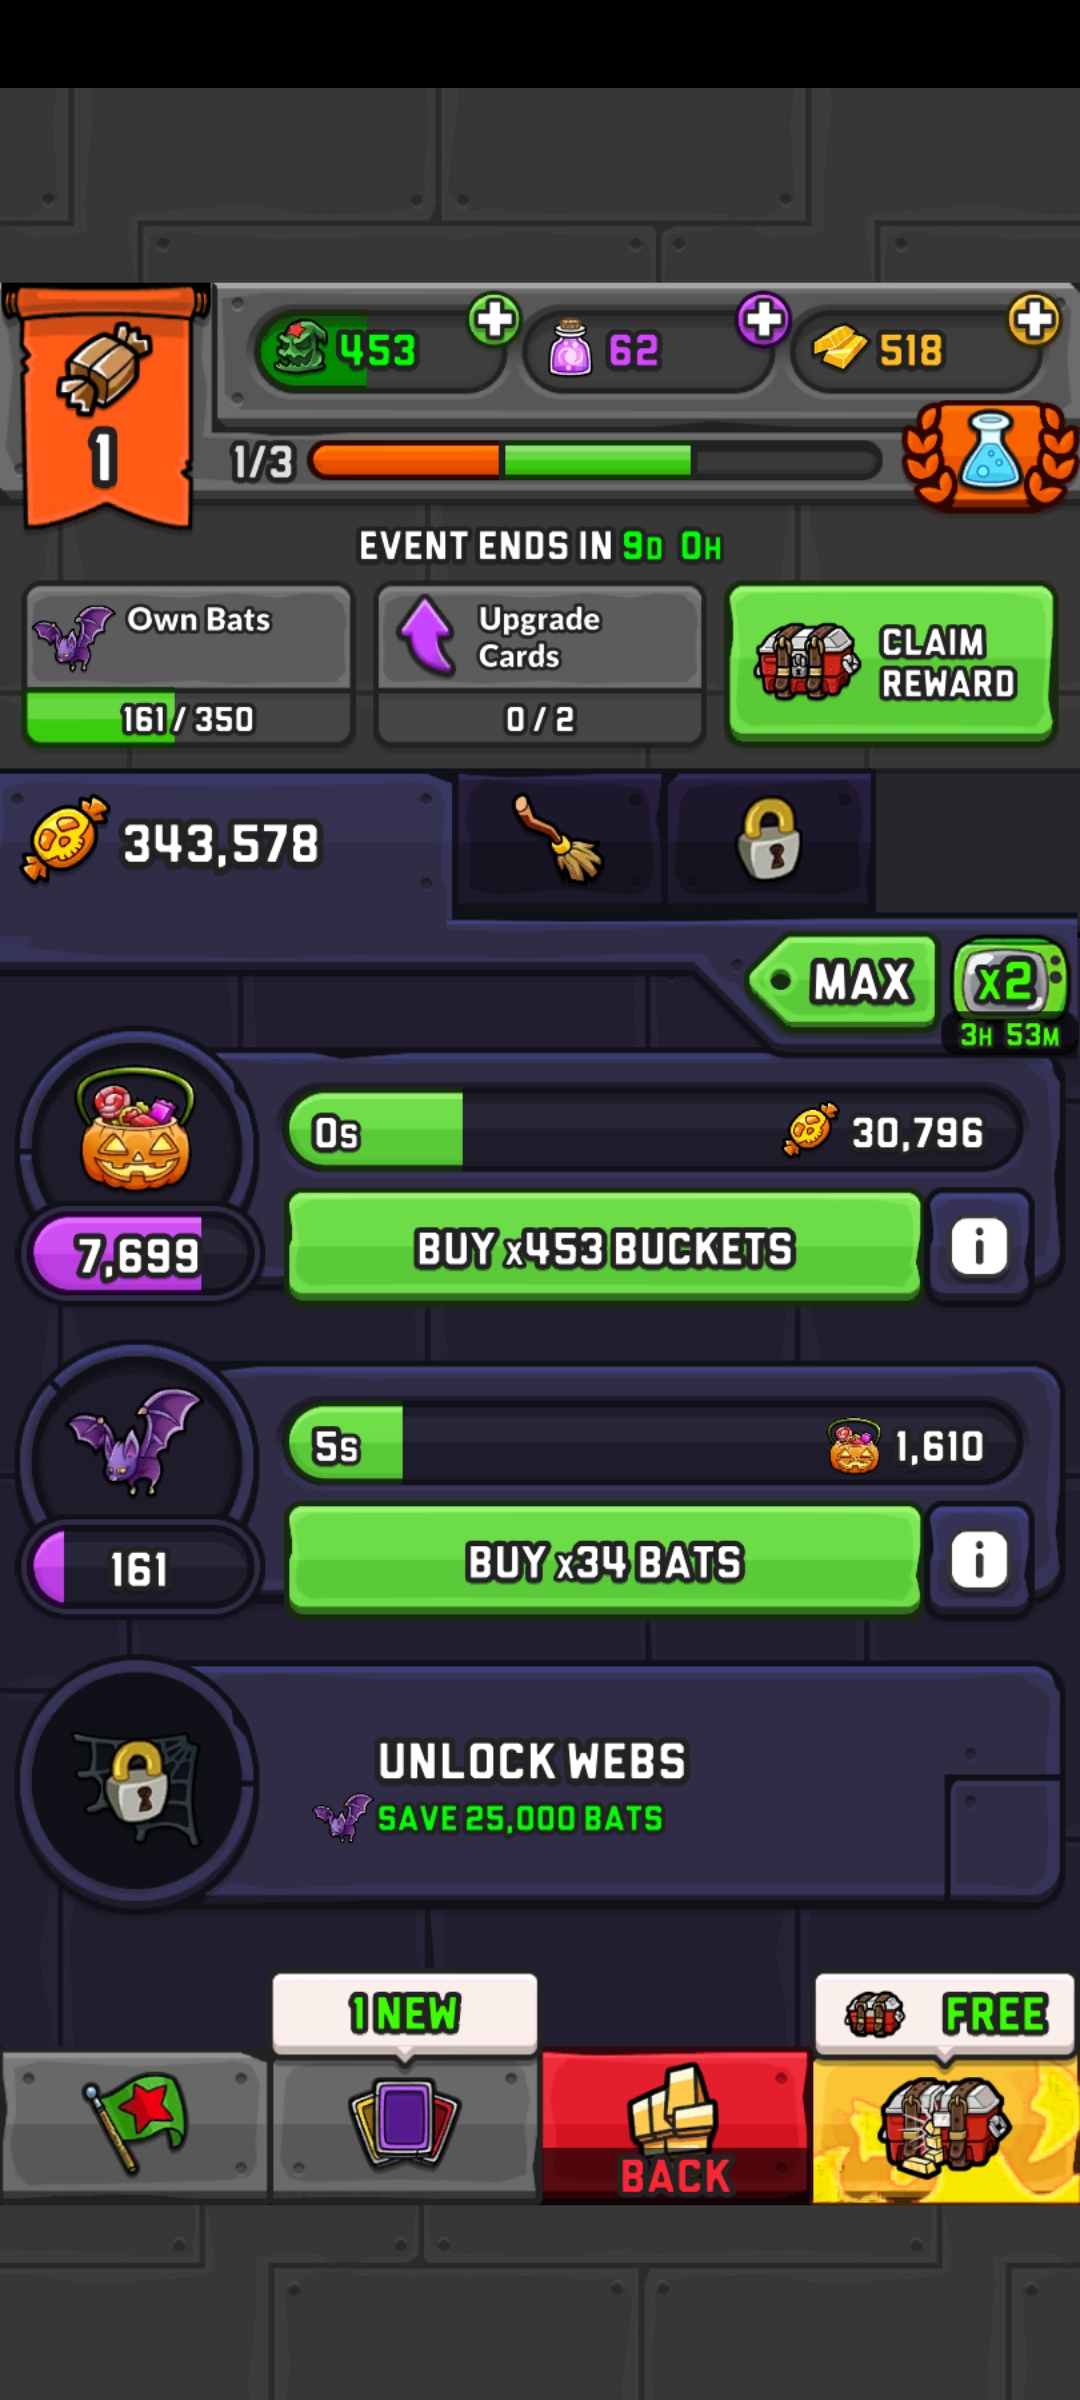 453
62
518
1
1/3
EVENT ENDS IN 9D 0H
Own Bats
161 / 350
Upgrade
Cards
0 / 2
CLAIM
REWARD
343,578
MAX
x2
3H 53M
0s
30,796
7,699
BUY x453 BUCKETS
i
5s
1,610
161
BUY x34 BATS
i
UNLOCK WEBS
SAVE 25,000 BATS
1 NEW
FREE
BACK